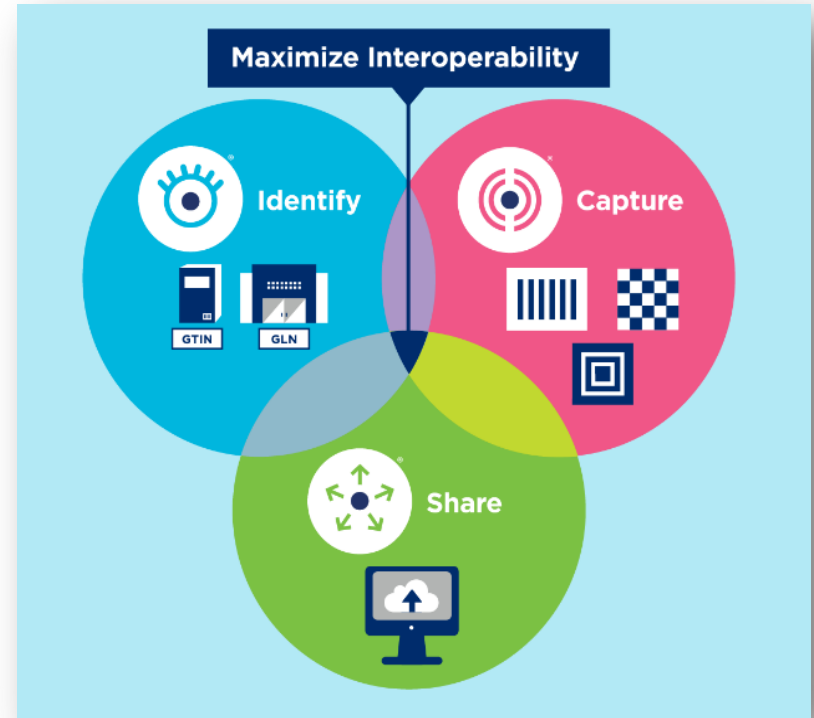 Maximize Interoperability
Identify
Capture
GTIN
GLN
Share